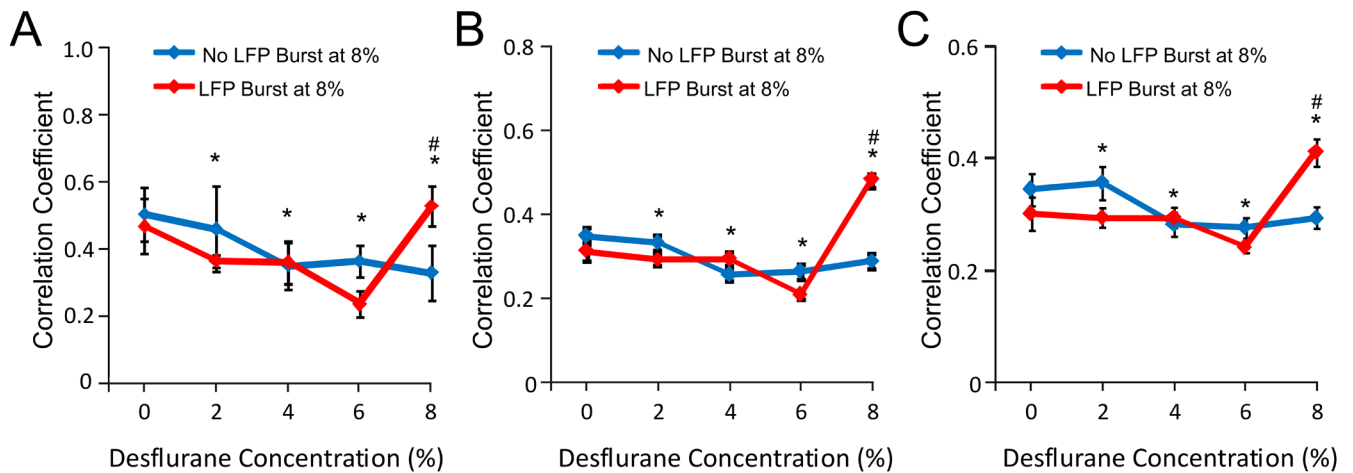 A
Correlation Coefficient
1.0
0.8
0.6
0.4
0.2
0
No LFP Burst at 8%
LFP Burst at 8%
*
*
*
#
*
0 2 4 6 8
Desflurane Concentration (%)
B
Correlation Coefficient
0.8
0.6
0.4
0.2
0
No LFP Burst at 8%
LFP Burst at 8%
*
*
*
#
*
0 2 4 6 8
Desflurane Concentration (%)
C
Correlation Coefficient
0.6
0.4
0.2
0
No LFP Burst at 8%
LFP Burst at 8%
*
*
*
#
*
0 2 4 6 8
Desflurane Concentration (%)